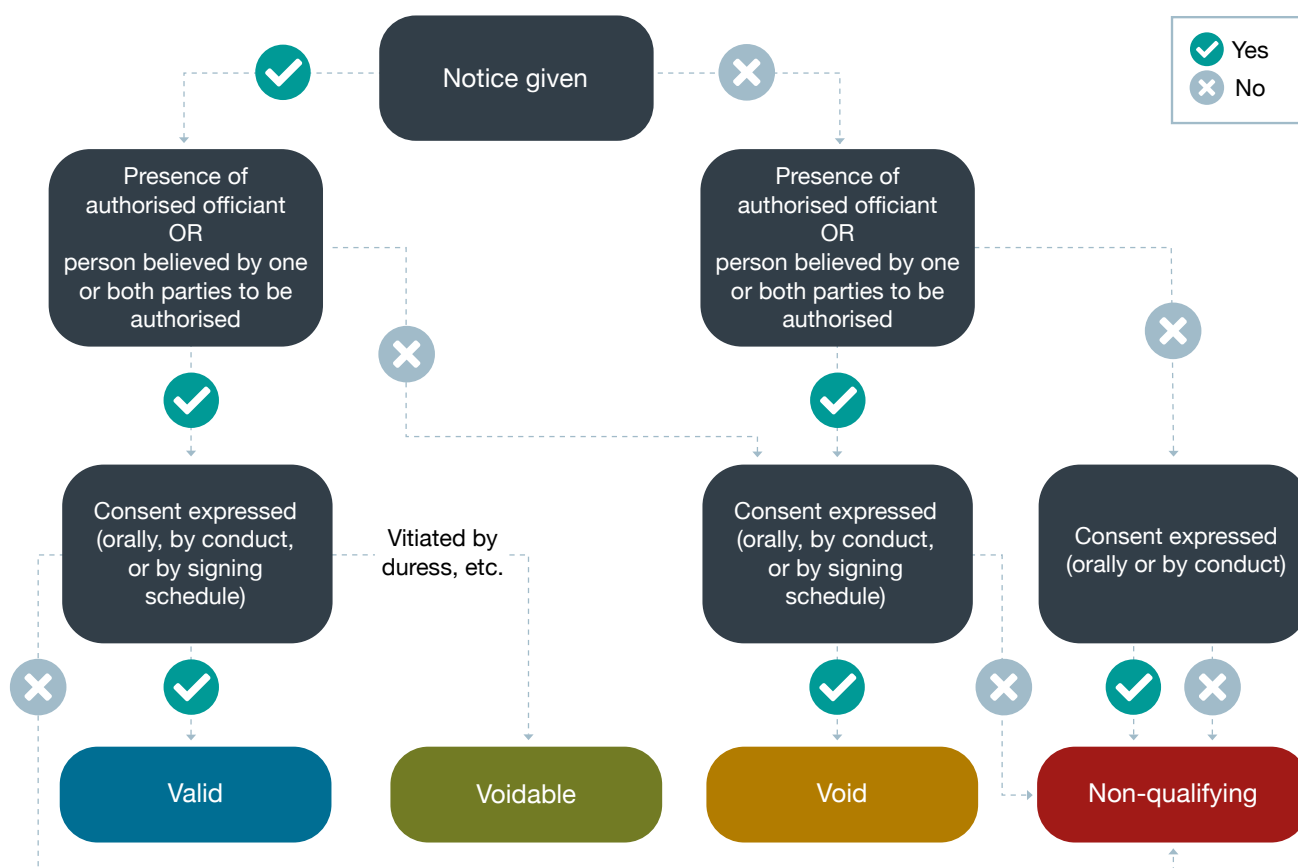 Notice given
Yes
No
Presence of
authorised officiant
OR
person believed by one
or both parties to be
authorised
Presence of
authorised officiant
OR
person believed by one
or both parties to be
authorised
Consent expressed
(orally, by conduct,
or by signing
schedule)
Vitiated by
duress, etc.
Consent expressed
(orally, by conduct,
or by signing
schedule)
Consent expressed
(orally or by conduct)
Valid
Voidable
Void
Non-qualifying